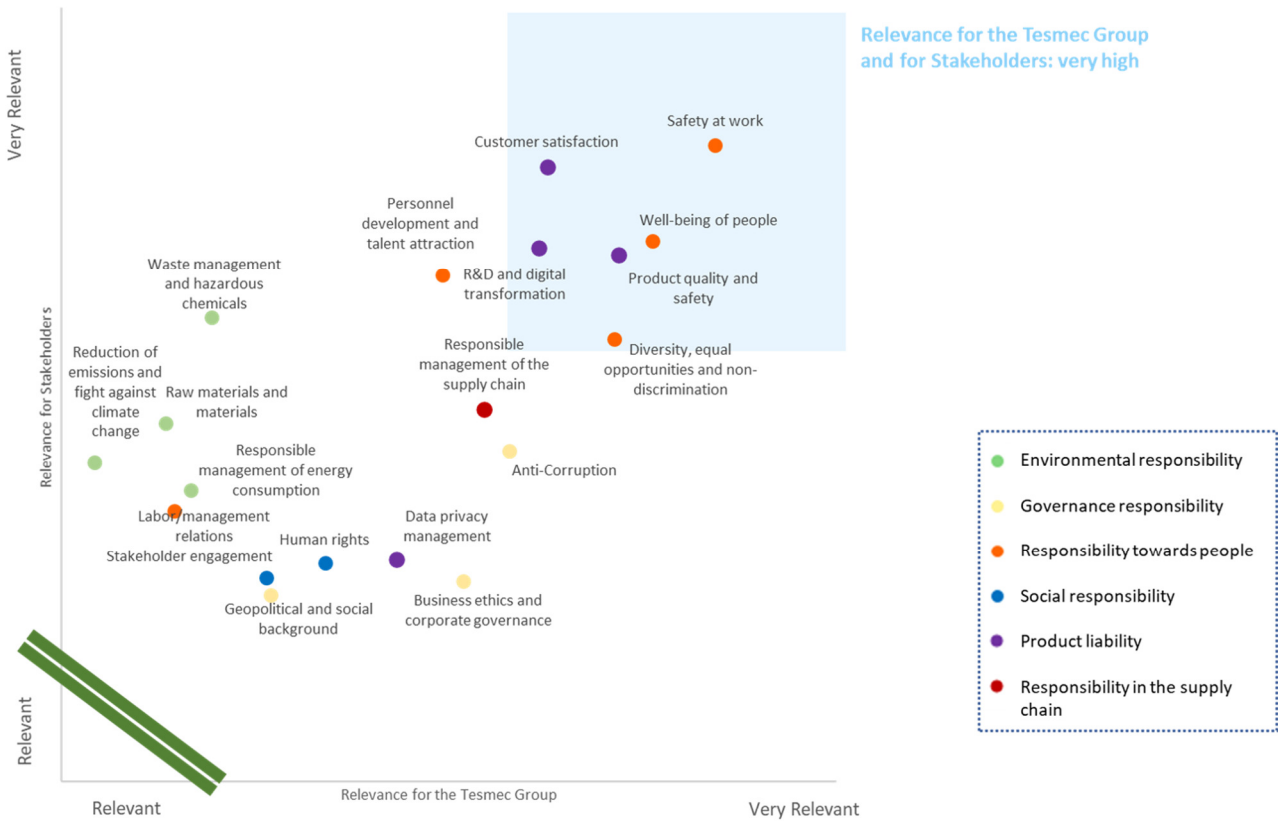 Relevance for the Tesmec Group
and for Stakeholders: very high
Very Relevant
Safety at work
Customer satisfaction
Personnel
development and
talent attraction
Well-being of people
Waste management
and hazardous
chemicals
R&D and digital
transformation
Product quality and
safety
Relevance for Stakeholders
Reduction of
emissions and
fight against
climate
change
Raw materials and
materials
Responsible
management of the
supply chain
Diversity, equal
opportunities and non-
discrimination
Responsible
management of energy
consumption
Anti-Corruption
Labor/management
relations
Stakeholder engagement
Human rights
Data privacy
management
Geopolitical and social
background
Business ethics and
corporate governance
Environmental responsibility
Governance responsibility
Responsibility towards people
Social responsibility
Product liability
Responsibility in the supply
chain
Relevant
Relevant
Relevance for the Tesmec Group
Very Relevant